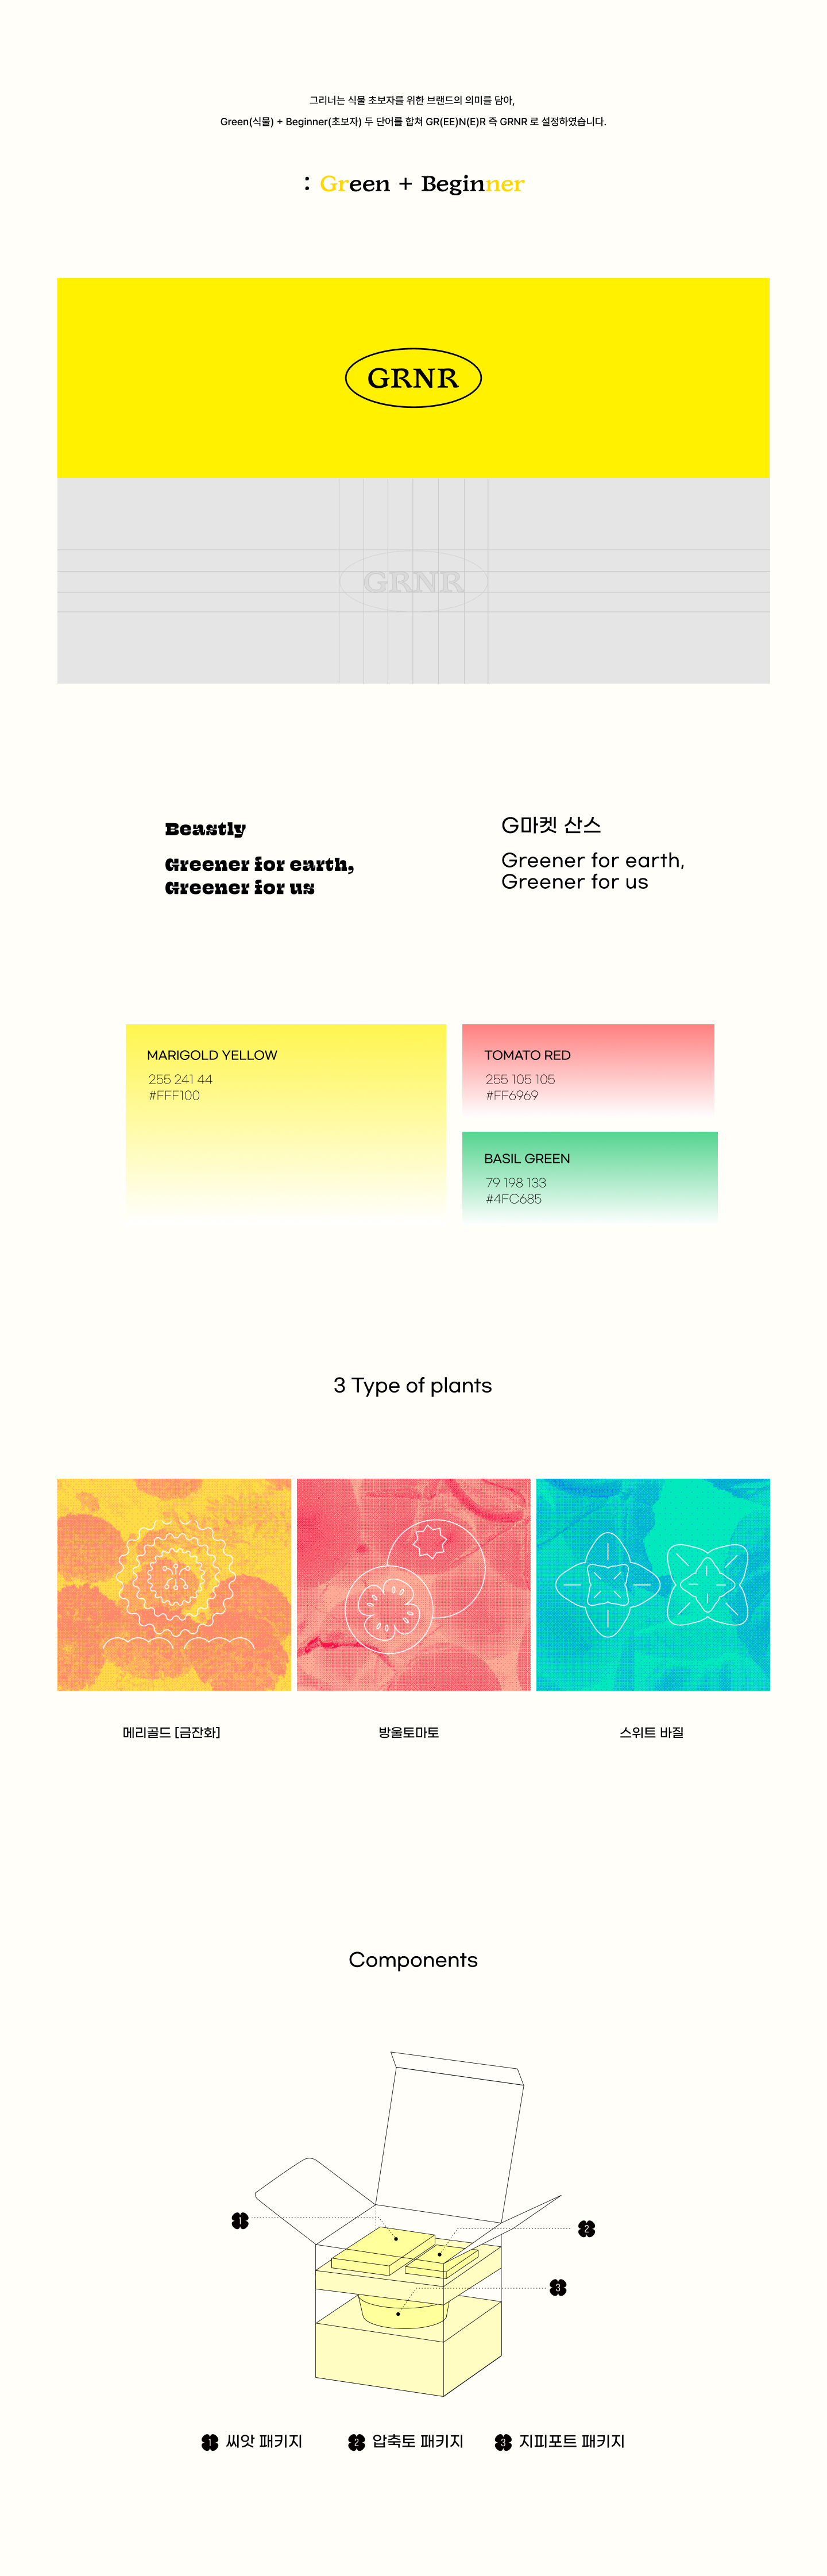 그리너는 식물 초보자를 위한 브랜드의 의미를 담아,
Green(식물) + Beginner(초보자) 두 단어를 합쳐 GR(EE)N(E)R 즉 GRNR 로 설정하였습니다.
: Green + Beginner
GRNR
GRNR
Beastly
Greener for earth,
Greener for us
G마켓 산스
Greener for earth,
Greener for us
MARIGOLD YELLOW
255 241 44
#FFF100
TOMATO RED
255 105 105
#FF6969
BASIL GREEN
79 198 133
#4FC685
3 Type of plants
메리골드 [금잔화]
방울토마토
스위트 바질
Components
1
2
3
1 씨앗 패키지
2 압축토 패키지
3 지피포트 패키지